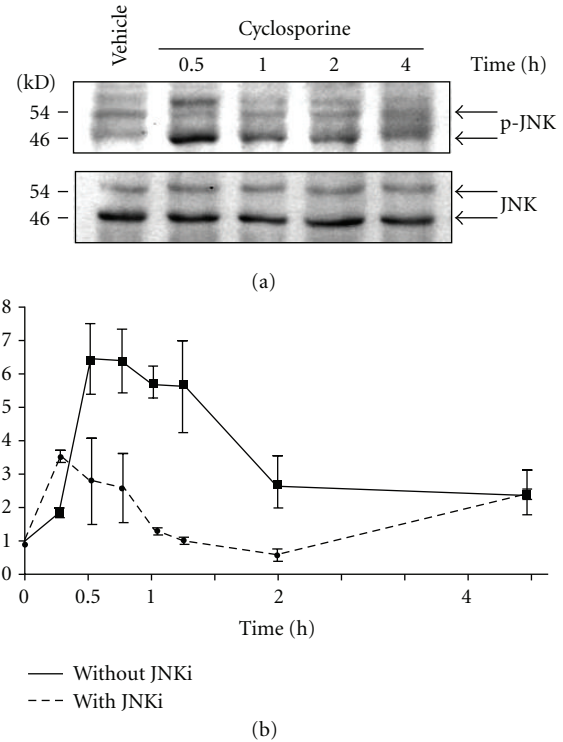 Vehicle
Cyclosporine
0.5 1 2 4 Time (h)
(kD)
54
p-JNK
46
54
JNK
46
(a)
8
7
6
5
4
3
2
1
0
0 0.5 1 2 4
Time (h)
Without JNKi
With JNKi
(b)